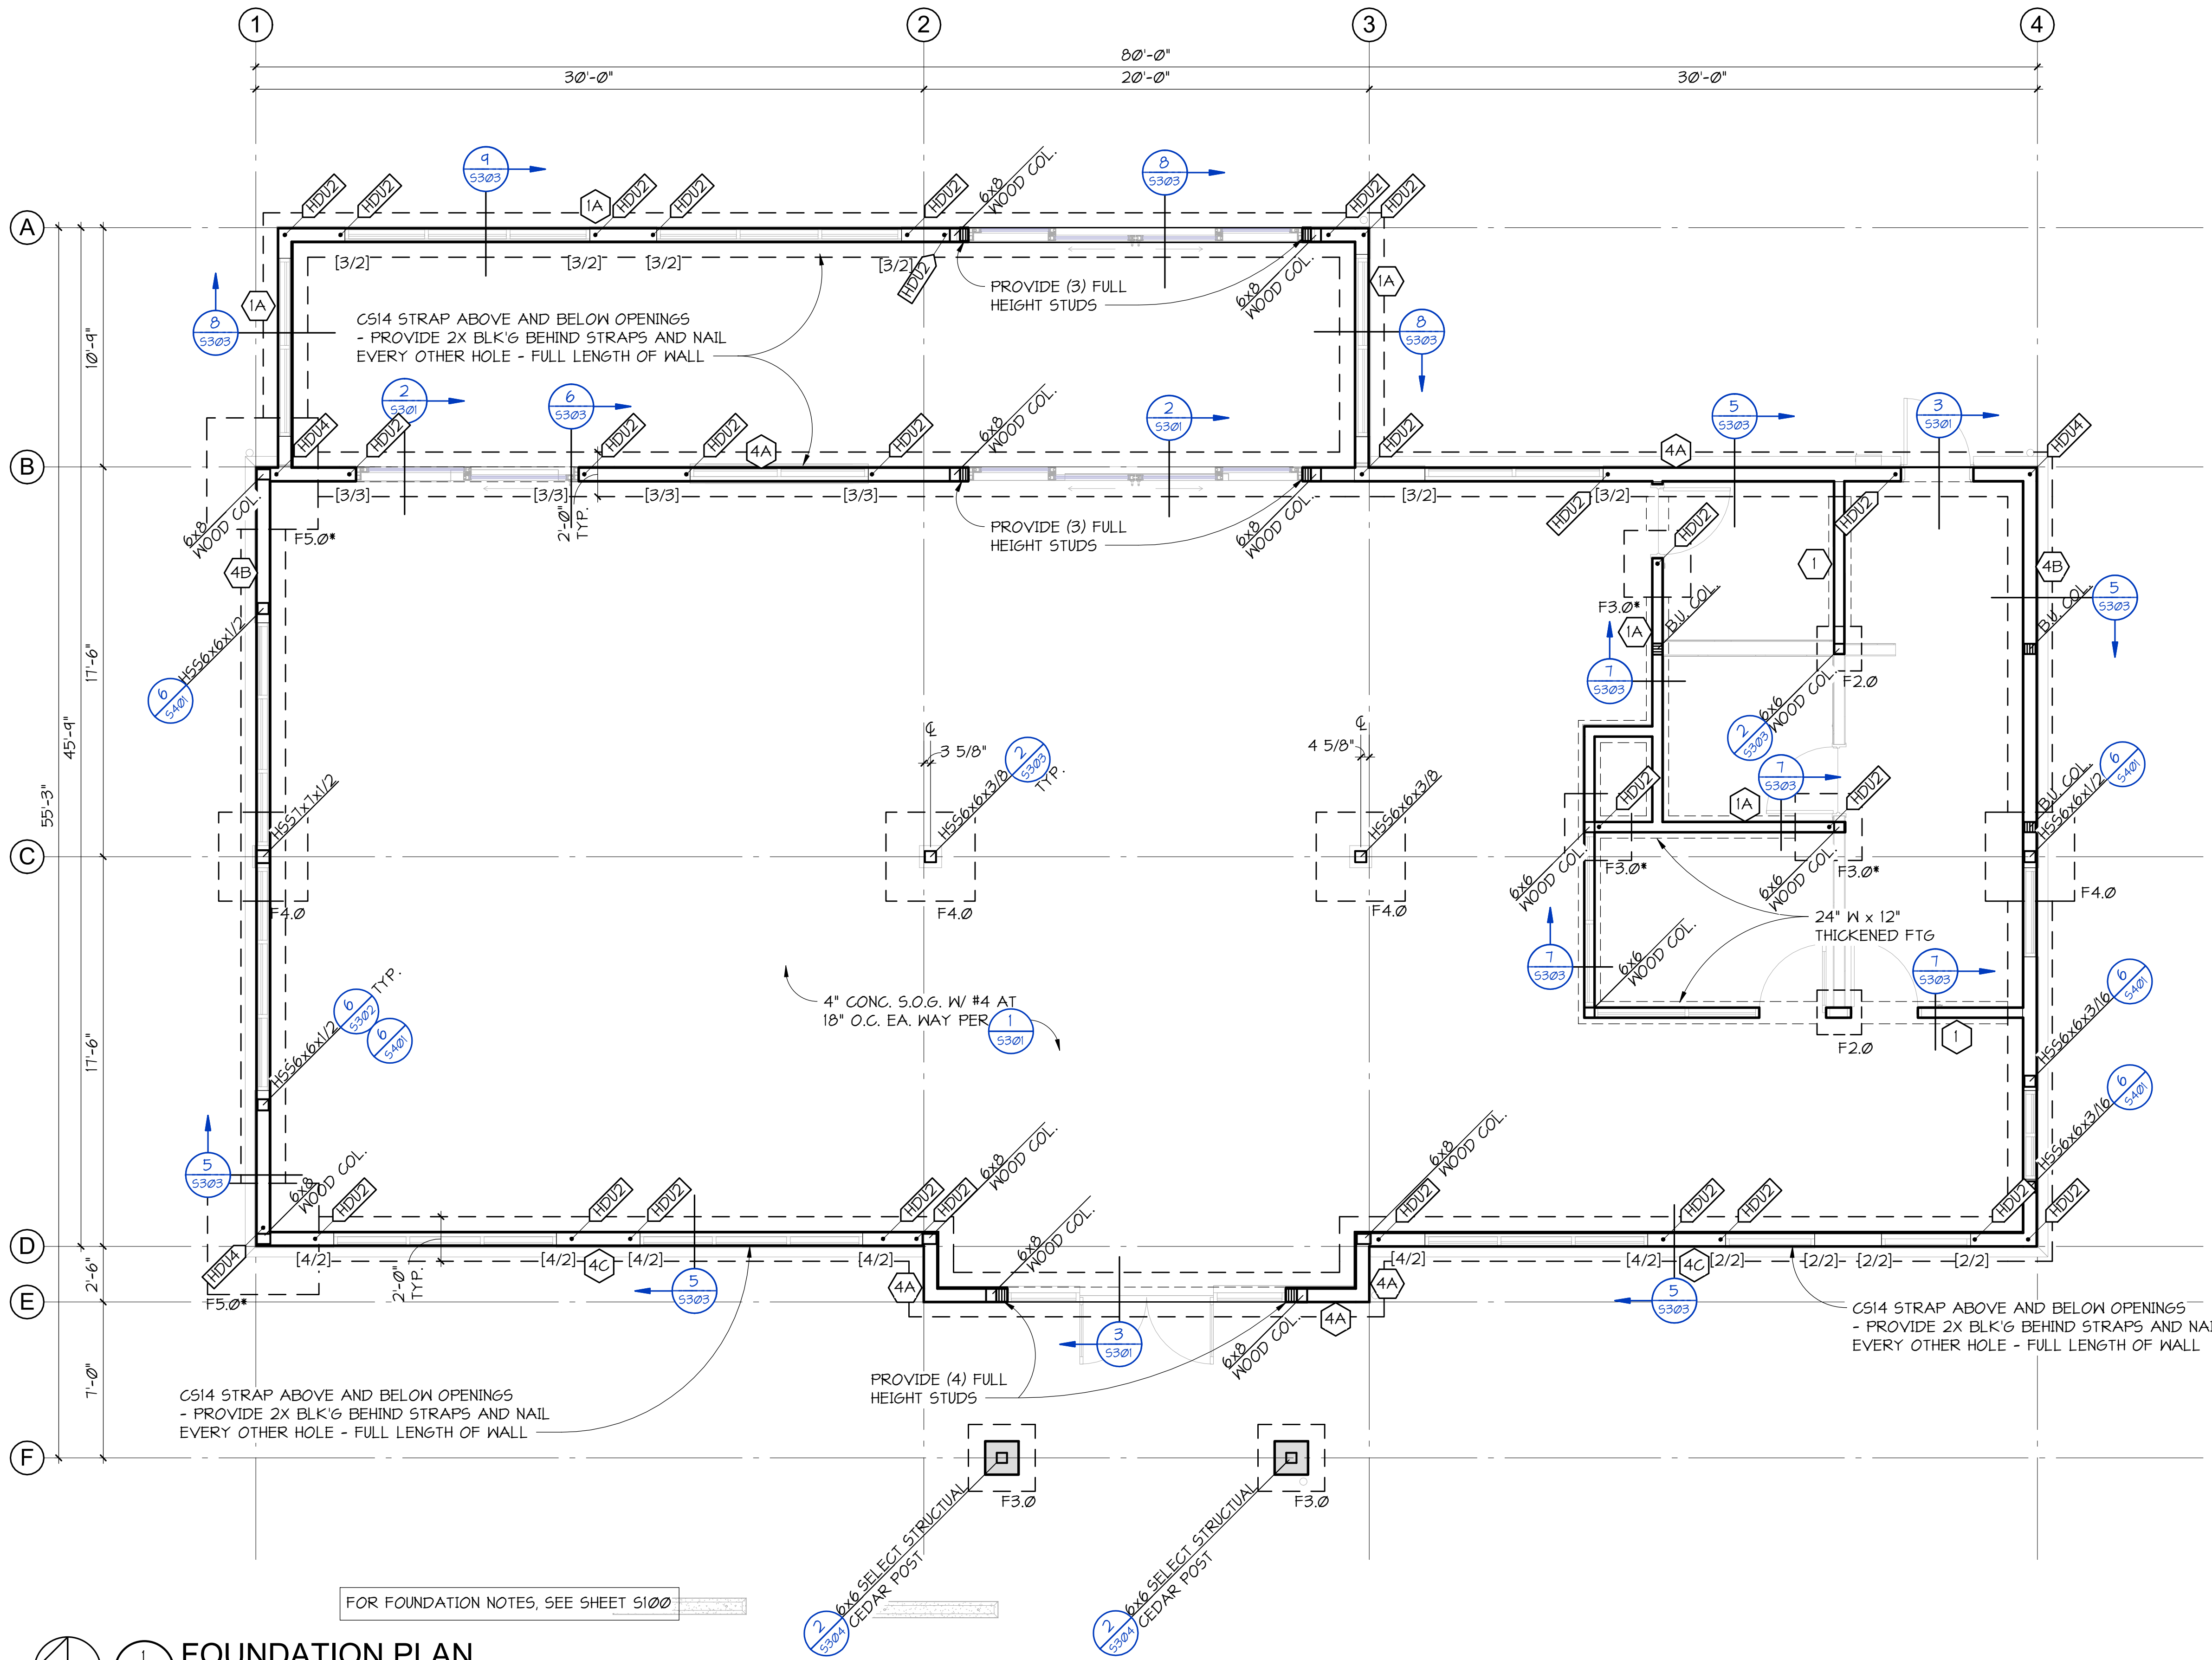 1
2
3
4
80'-0"
30'-0"
20'-0"
30'-0"
9
S303
8
S303
HDU2
HDU2
HDU2
HDU2
HDU2
6x8
WOOD COL.
HDU2
HDU2
1A
A
[3/2]
[3/2]
[3/2]
[3/2]
HDU2
6x8
WOOD COL.
PROVIDE (3) FULL
HEIGHT STUDS
1A
1A
8
S303
8
S303
10'-9"
CS14 STRAP ABOVE AND BELOW OPENINGS
- PROVIDE 2X BLK'G BEHIND STRAPS AND NAIL
EVERY OTHER HOLE - FULL LENGTH OF WALL
2
S301
6
S303
2
S301
5
S303
3
S301
HDU4
HDU2
HDU2
HDU2
HDU2
6x8
WOOD COL.
HDU2
HDU4
4A
4A
B
[3/3]
[3/3]
[3/3]
[3/3]
[3/2]
[3/2]
6x8
WOOD COL.
F5.0*
2'-0"
TYP.
PROVIDE (3) FULL
HEIGHT STUDS
6x8
WOOD COL.
HDU2
HDU2
HDU2
4B
1
4B
F3.0*
1A
B.U. COL.
B.U. COL.
5
S303
HSS6x6x1/2
6
S401
17'-6"
7
S303
F2.0
6x6
WOOD COL.
2
S303
45'-9"
55'-3"
℄
3 5/8"
HSS6x6x3/8
2
S303
TYP.
℄
4 5/8"
HSS6x6x3/8
HSS7x7x1/2
HDU2
7
S303
1A
HDU2
B.U. COL.
HSS6x6x1/2
6
S401
C
F4.0
F4.0
F4.0
F3.0*
F3.0*
F4.0
6x6
WOOD COL.
6x6
WOOD COL.
24" W x 12"
THICKENED FTG
7
S303
6x6
WOOD COL.
7
S303
4" CONC. S.O.G. W/ #4 AT
18" O.C. EA. WAY PER
1
S301
HSS6x6x1/2
6
S302
TYP.
6
S401
17'-6"
F2.0
1
HSS6x6x3/16
6
S401
HSS6x6x3/16
6
S401
5
S303
6x8
WOOD COL.
HDU2
HDU2
HDU2
HDU2
HDU2
6x8
WOOD COL.
6x8
WOOD COL.
6x8
WOOD COL.
HDU2
HDU2
HDU2
HDU2
HDU2
D
HDU4
F5.0*
[4/2]
[4/2]
[4/2]
[4/2]
4C
2'-0"
TYP.
5
S303
4A
4A
[4/2]
[4/2]
4C
[2/2]
[2/2]
[2/2]
[2/2]
2'-6"
E
3
S301
4A
6x8
WOOD COL.
5
S303
CS14 STRAP ABOVE AND BELOW OPENINGS
- PROVIDE 2X BLK'G BEHIND STRAPS AND NAI
EVERY OTHER HOLE - FULL LENGTH OF WALL
7'-0"
PROVIDE (4) FULL
HEIGHT STUDS
CS14 STRAP ABOVE AND BELOW OPENINGS
- PROVIDE 2X BLK'G BEHIND STRAPS AND NAIL
EVERY OTHER HOLE - FULL LENGTH OF WALL
F
F3.0
F3.0
6x6 SELECT STRUCTUAL
CEDAR POST
2
S304
6x6 SELECT STRUCTUAL
CEDAR POST
2
S304
FOR FOUNDATION NOTES, SEE SHEET S100
1
FOUNDATION PLAN